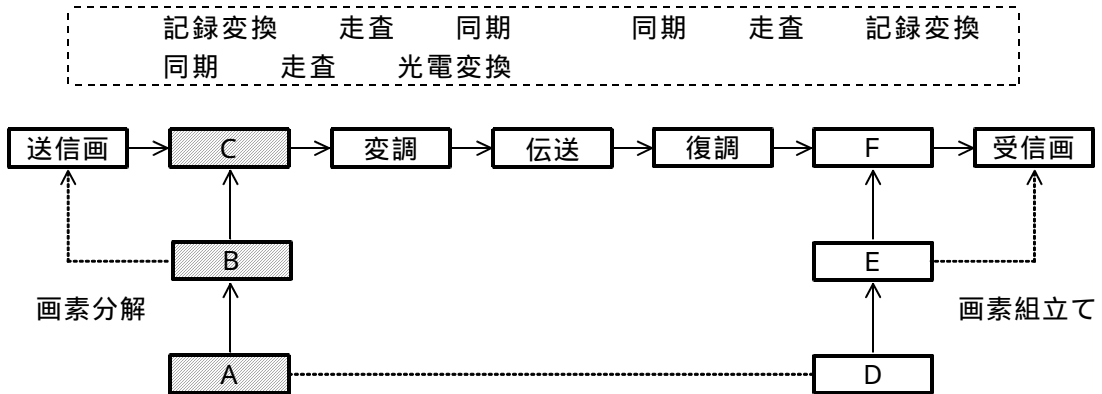 記録変換 走査 同期 同期 走査 記録変換
同期 走査 光電変換
送信画 C 変調 伝送 復調 F 受信画
B E
画素分解 画素組立て
A D